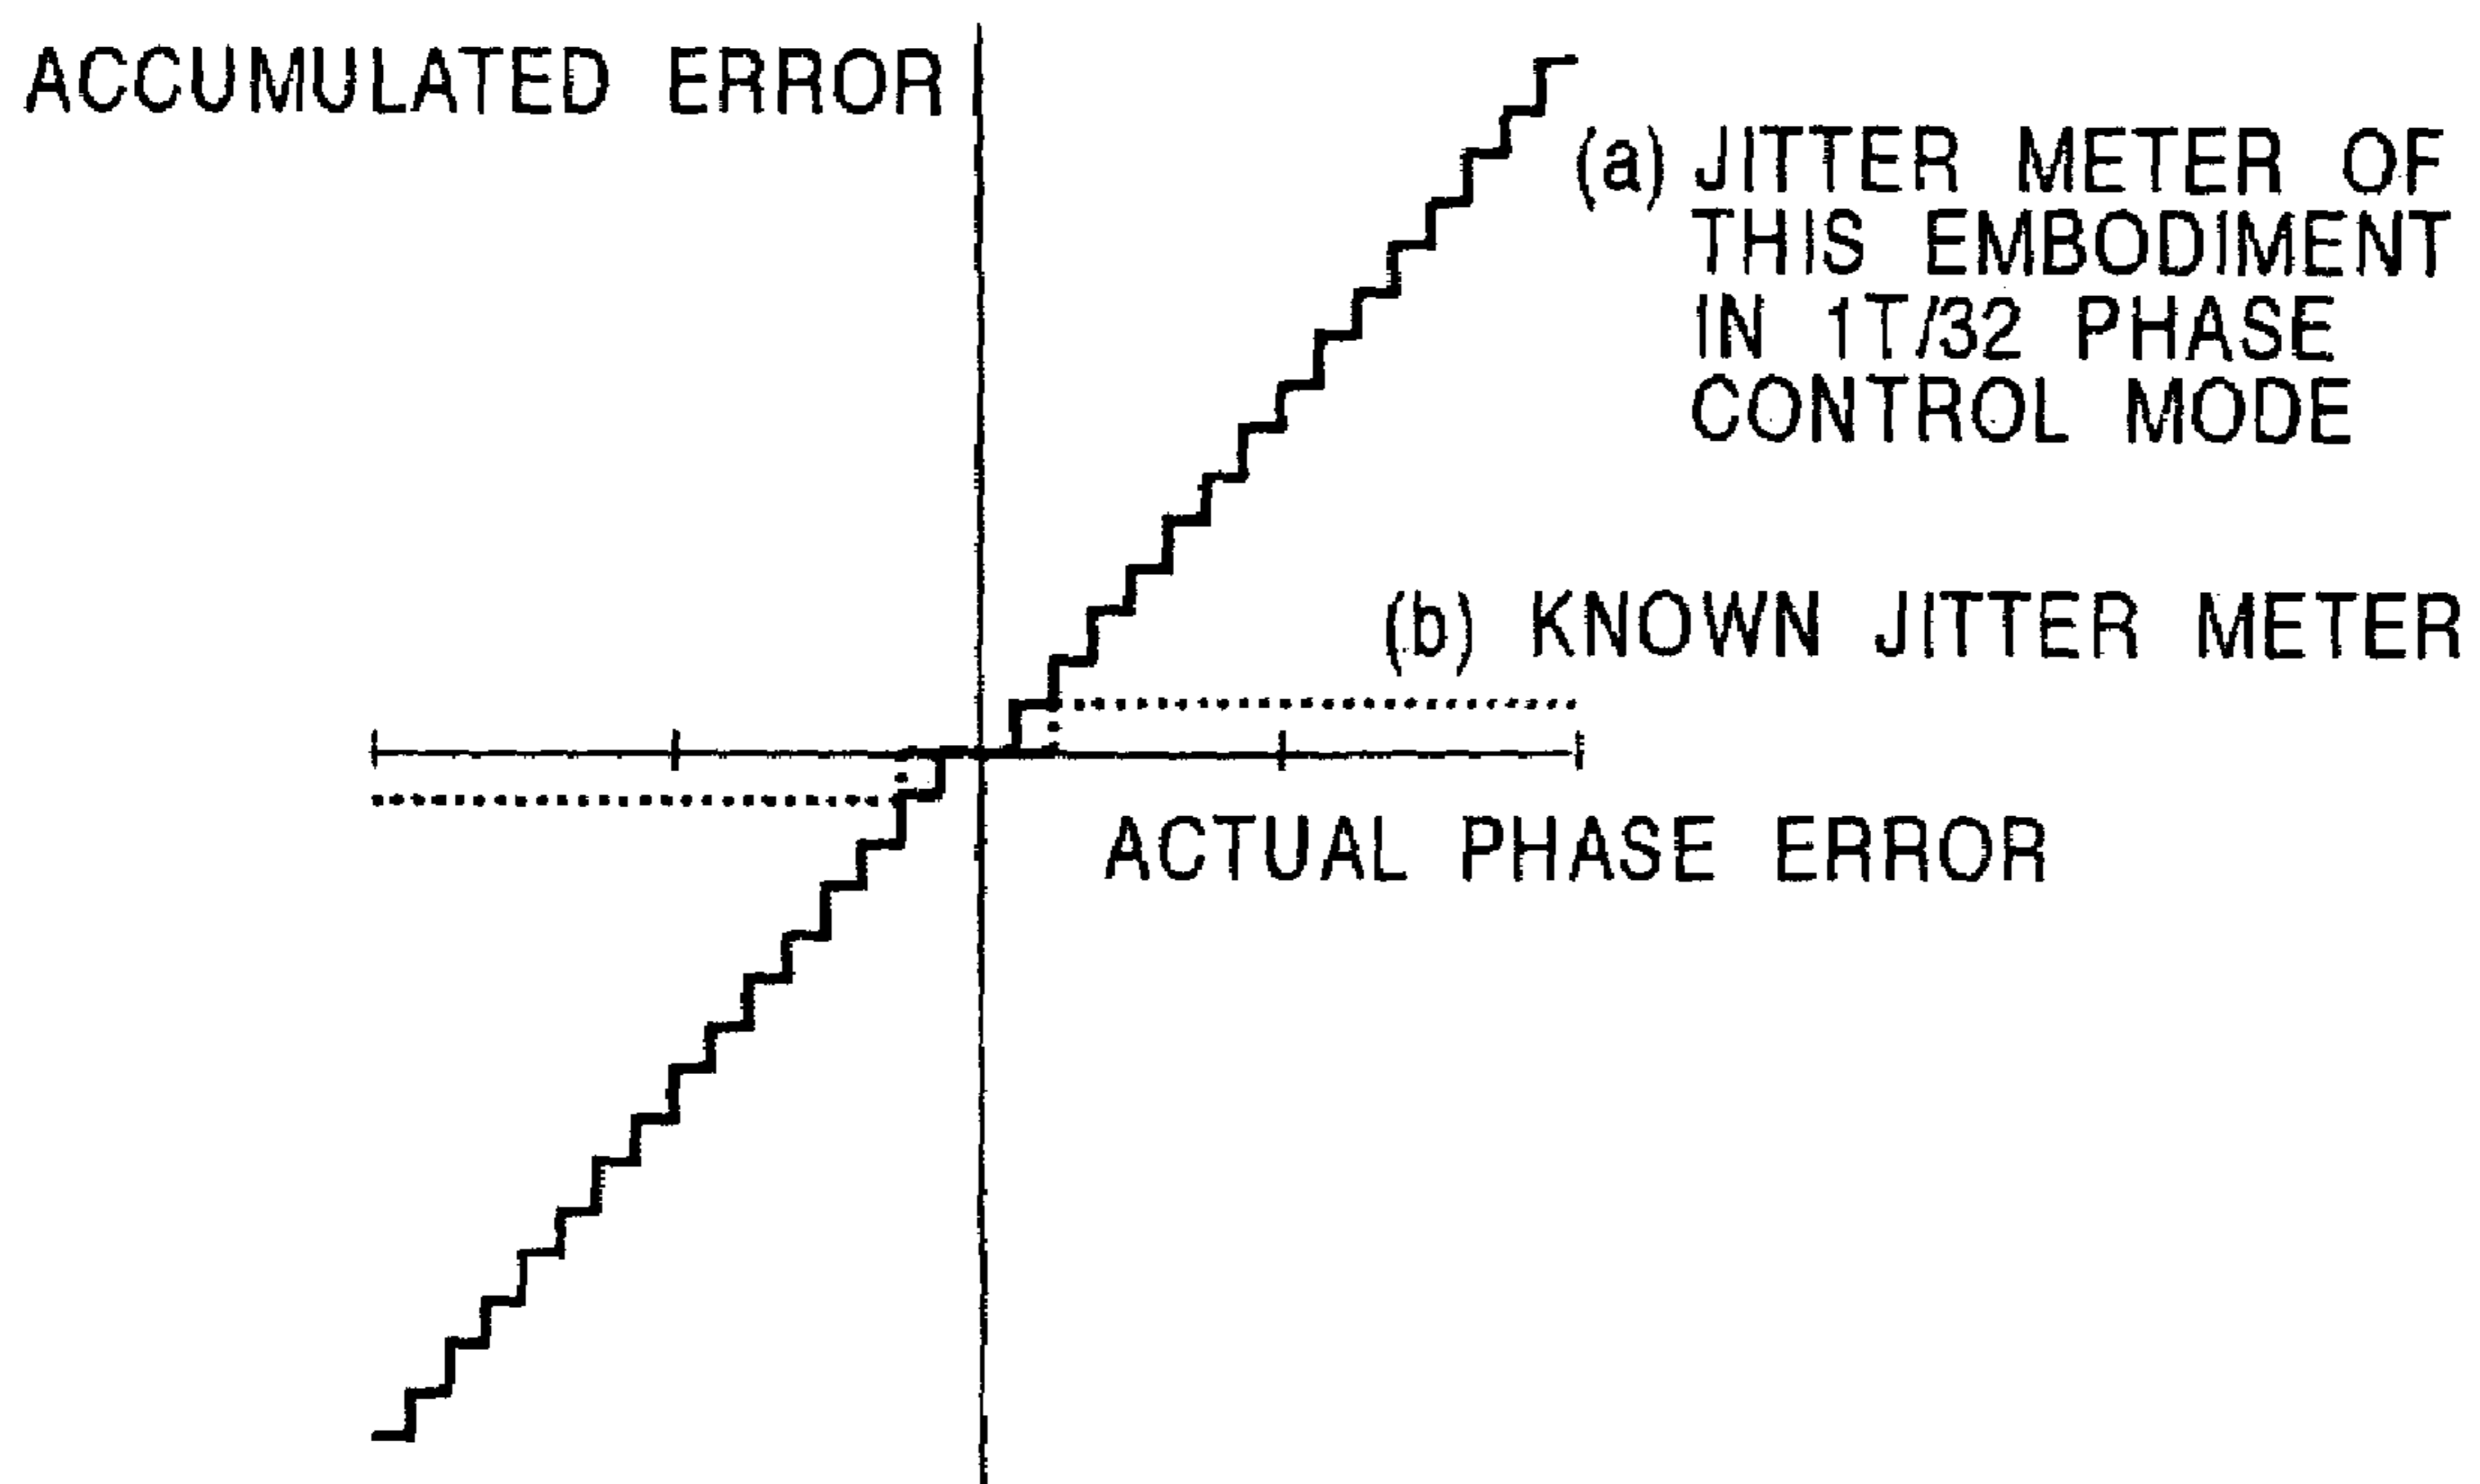 ACCUMULATED ERROR
(a) JITTER METER OF
THIS EMBODIMENT
IN 1T/32 PHASE
CONTROL MODE
(b) KNOWN JITTER METER
ACTUAL PHASE ERROR